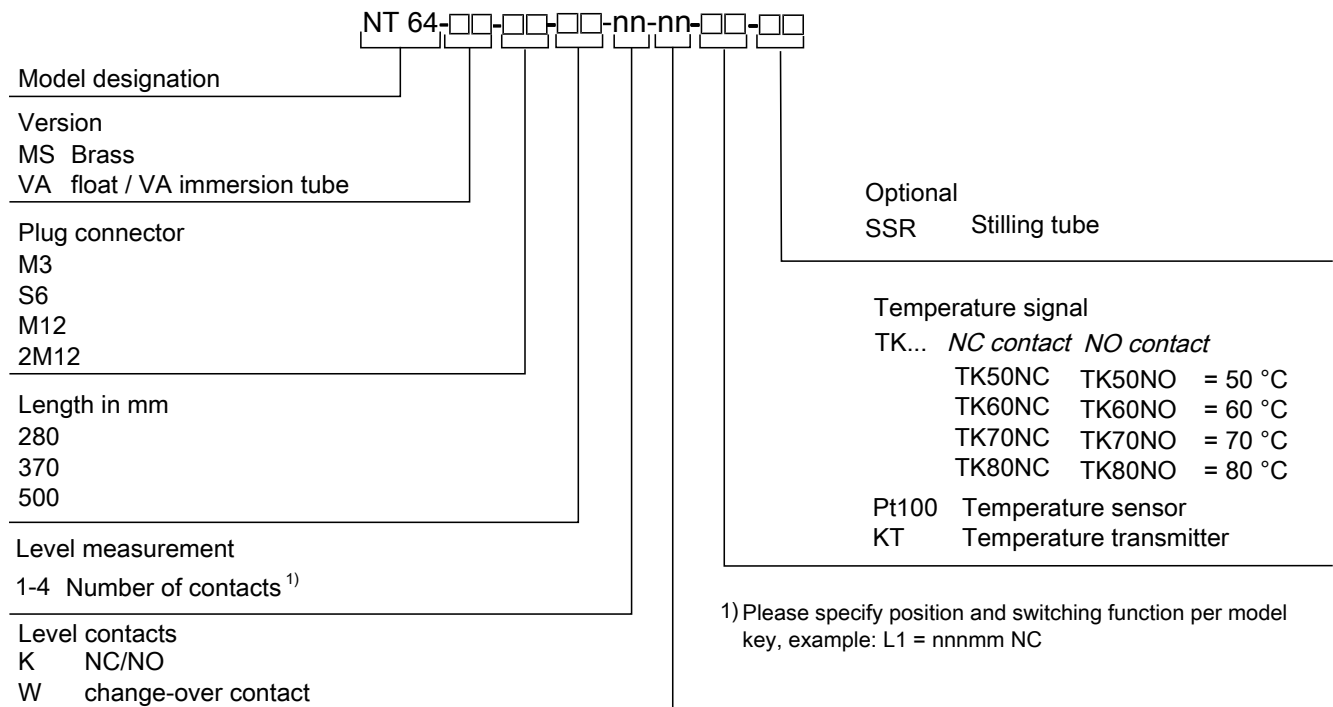 NT 64-□□-□□-□□-nn-nn-□□-□□
Model designation
Version
MS Brass
VA float / VA immersion tube
Plug connector
M3
S6
M12
2M12
Length in mm
280
370
500
Level measurement
1-4 Number of contacts 1)
Level contacts
K NC/NO
W change-over contact
Optional
SSR Stilling tube
Temperature signal
TK... NC contact NO contact
TK50NC TK50NO = 50 °C
TK60NC TK60NO = 60 °C
TK70NC TK70NO = 70 °C
TK80NC TK80NO = 80 °C
Pt100 Temperature sensor
KT Temperature transmitter
1) Please specify position and switching function per model
key, example: L1 = nnnmm NC